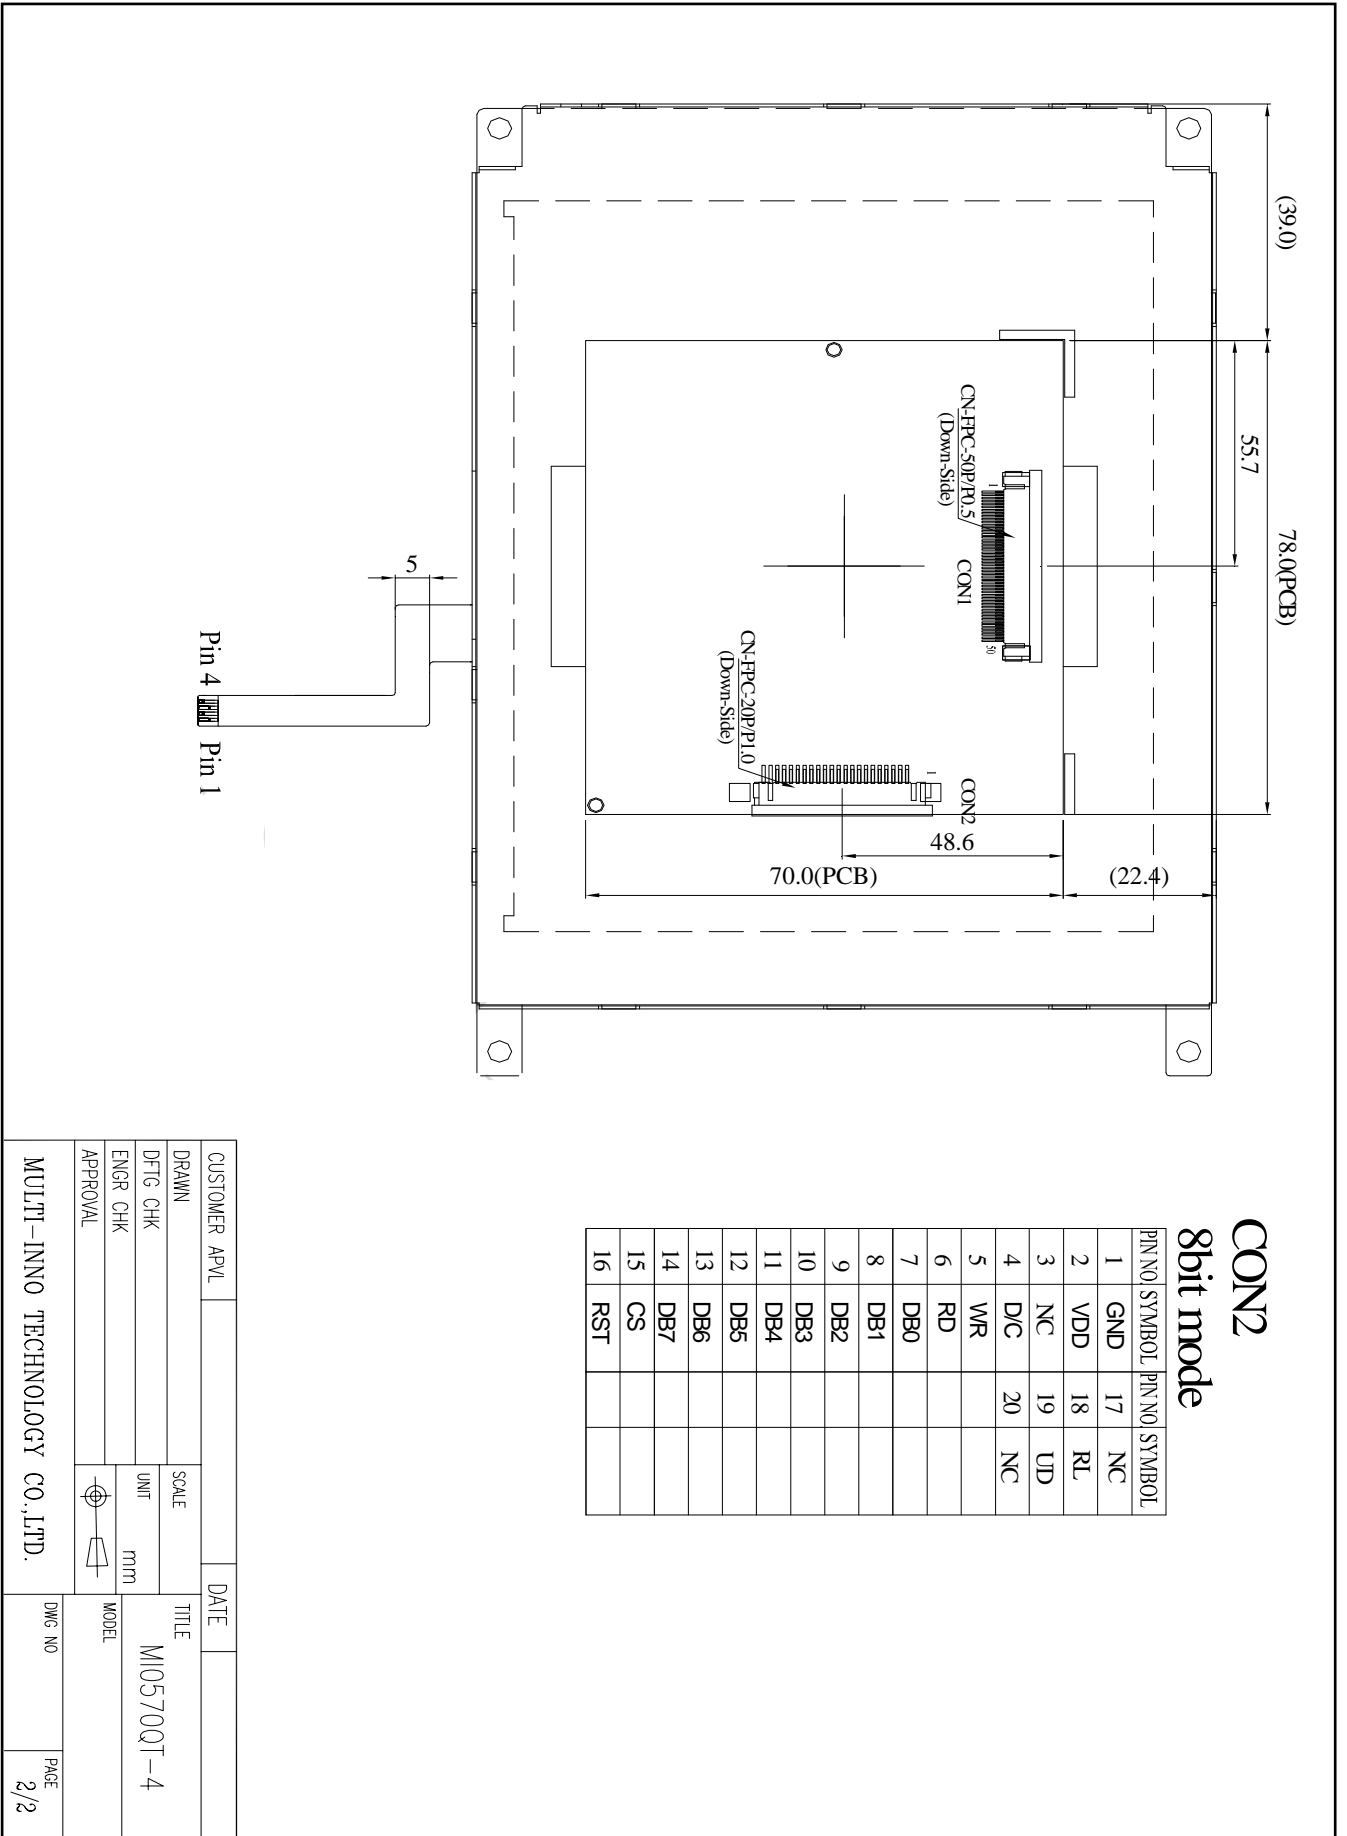 (39.0)
78.0(PCB)
55.7
CN-FPC-50P/P0.5
(Down-Side)
1
50
CON1
CN-FPC-20P/P1.0
(Down-Side)
1
CON2
48.6
70.0(PCB)
(22.4)
5
Pin 4
Pin 1
CON2
8bit mode
PIN NO. SYMBOL PIN NO. SYMBOL
1 GND 17 NC
2 VDD 18 RL
3 NC 19 UD
4 D/C 20 NC
5 WR
6 RD
7 DB0
8 DB1
9 DB2
10 DB3
11 DB4
12 DB5
13 DB6
14 DB7
15 CS
16 RST
CUSTOMER APVL
DATE
DRAWN
DFTG CHK
ENGR CHK
APPROVAL
SCALE
UNIT mm
TITLE
MI0570QT-4
MODEL
MULTI-INNO TECHNOLOGY CO.,LTD.
DWG NO
PAGE
2/2